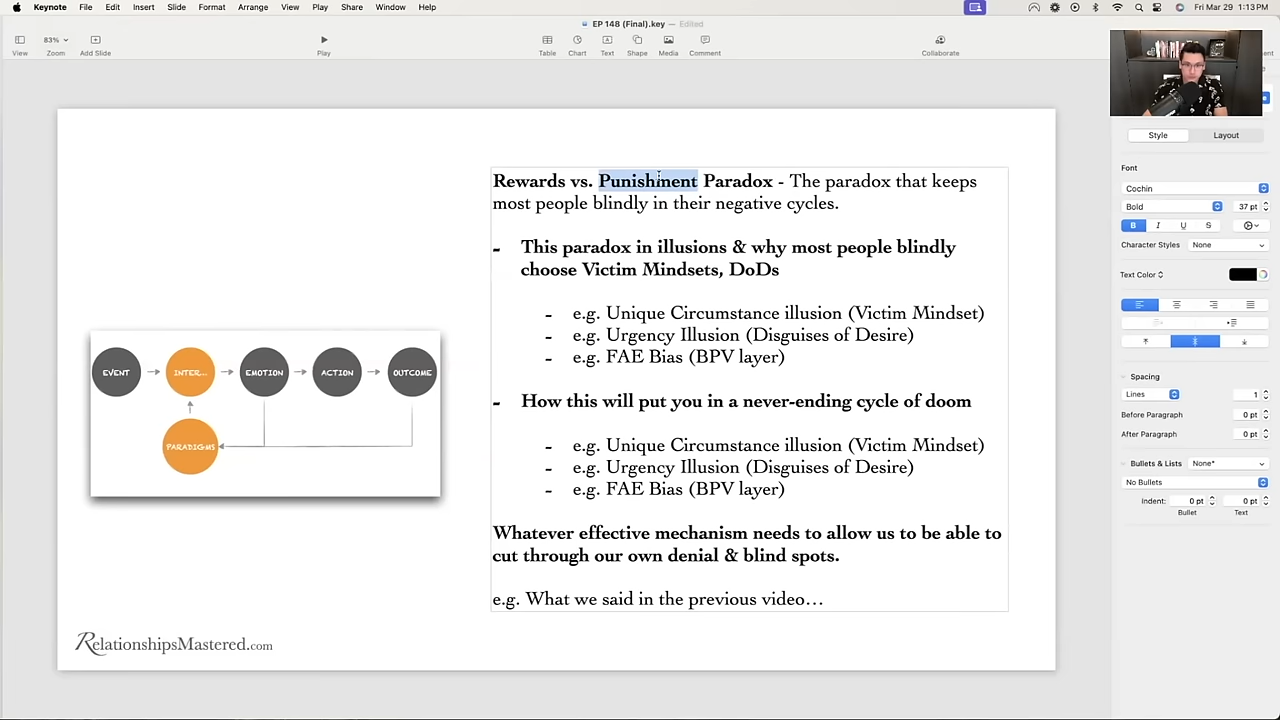 Keynote File Edit Insert Slide Format Arrange View Play Share Window Help
Fri Mar 29 1:13 PM
EP 148 (Final).key — Edited
83%
View Zoom Add Slide
Play
Table Chart Text Shape Media Comment
Collaborate
Rewards vs. Punishment Paradox - The paradox that keeps
most people blindly in their negative cycles.
- This paradox in illusions & why most people blindly
choose Victim Mindsets, DoDs
- e.g. Unique Circumstance illusion (Victim Mindset)
- e.g. Urgency Illusion (Disguises of Desire)
- e.g. FAE Bias (BPV layer)
- How this will put you in a never-ending cycle of doom
- e.g. Unique Circumstance illusion (Victim Mindset)
- e.g. Urgency Illusion (Disguises of Desire)
- e.g. FAE Bias (BPV layer)
Whatever effective mechanism needs to allow us to be able to
cut through our own denial & blind spots.
e.g. What we said in the previous video…
EVENT INTER... EMOTION ACTION OUTCOME
PARADIGMS
RelationshipsMastered.com
Style Layout
Font
Cochin
Bold 37 pt
B I U S
Character Styles None
Text Color
Spacing
Lines 1
Before Paragraph 0 pt
After Paragraph 0 pt
Bullets & Lists None*
No Bullets
Indent: 0 pt 0 pt
Bullet Text